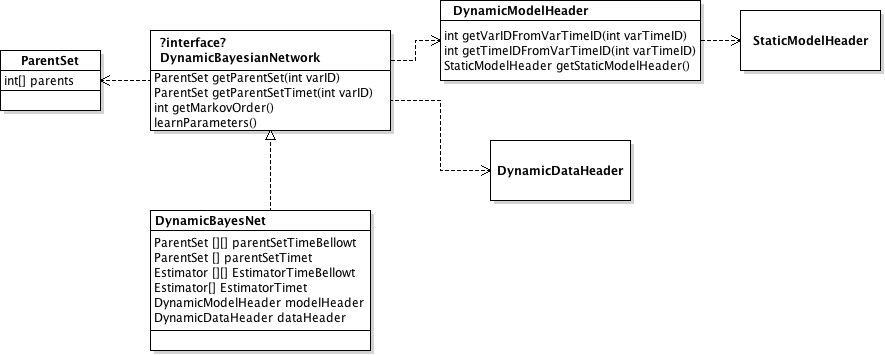 DynamicModelHeader
int getVarIDFromVarTimeID(int varTimeID)
int getTimeIDFromVarTimeID(int varTimeID)
StaticModelHeader getStaticModelHeader()
StaticModelHeader
?interface?
DynamicBayesianNetwork
ParentSet getParentSet(int varID)
ParentSet getParentSetTimet(int varID)
int getMarkovOrder()
learnParameters()
ParentSet
int[] parents
DynamicDataHeader
DynamicBayesNet
ParentSet [][] parentSetTimeBellowt
ParentSet [] parentSetTimet
Estimator [][] EstimatorTimeBellowt
Estimator[] EstimatorTimet
DynamicModelHeader modelHeader
DynamicDataHeader dataHeader